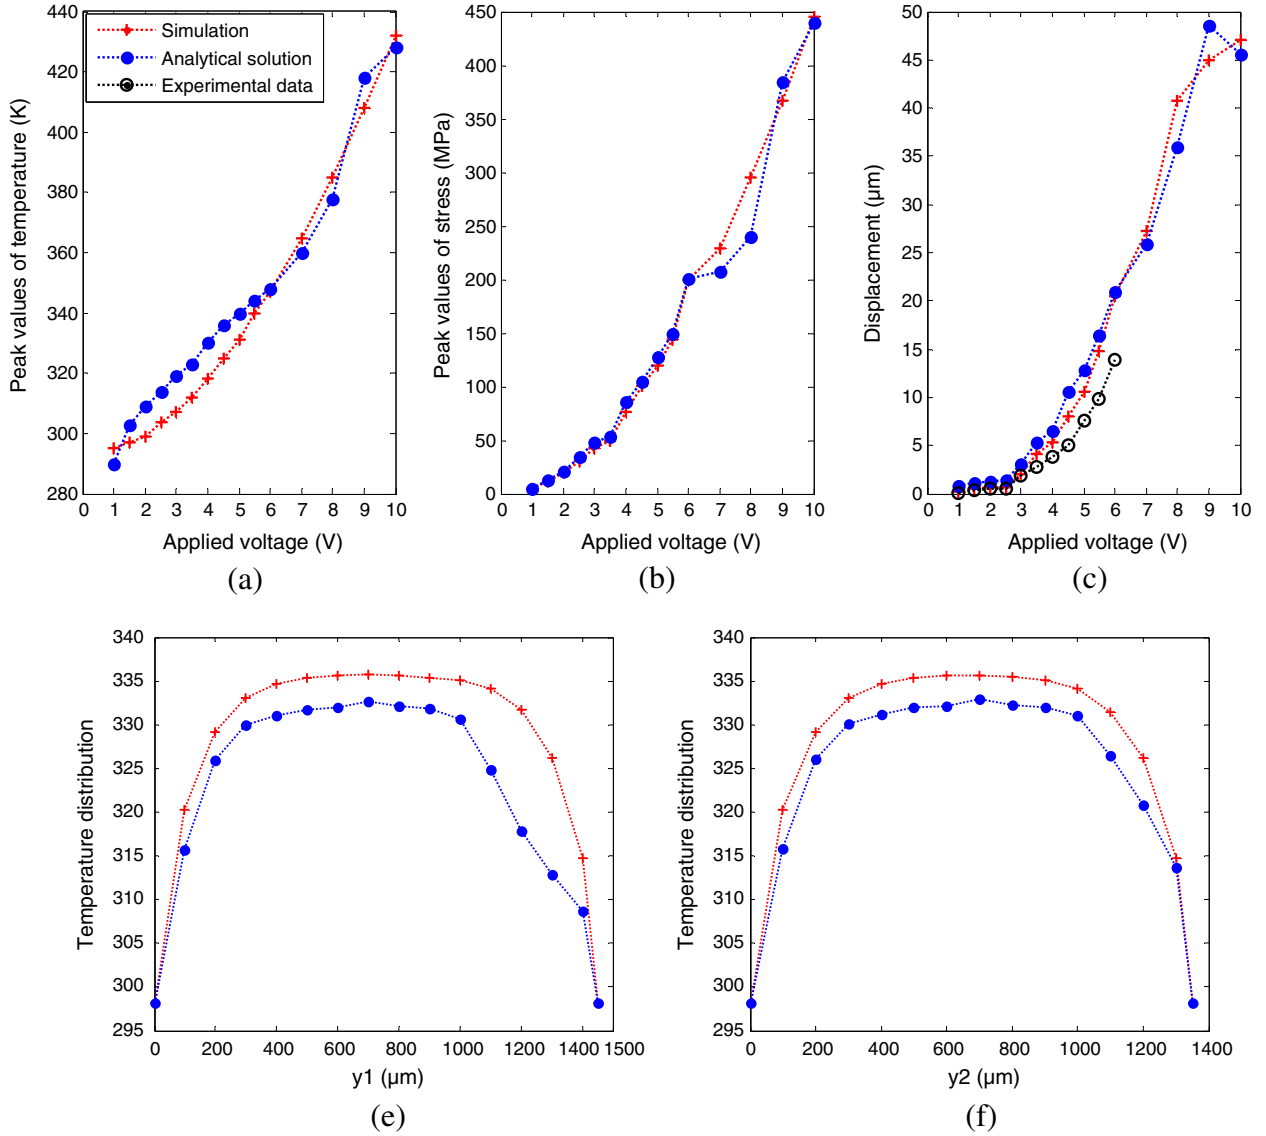 440
420
400
380
360
340
320
300
280
0 1 2 3 4 5 6 7 8 9 10
Peak values of temperature (K)
Applied voltage (V)
Simulation
Analytical solution
Experimental data
(a)
450
400
350
300
250
200
150
100
50
0
0 1 2 3 4 5 6 7 8 9 10
Peak values of stress (MPa)
Applied voltage (V)
(b)
50
45
40
35
30
25
20
15
10
5
0
0 1 2 3 4 5 6 7 8 9 10
Displacement (μm)
Applied voltage (V)
(c)
340
335
330
325
320
315
310
305
300
295
0 200 400 600 800 1000 1200 1400 1500
Temperature distribution
y1 (μm)
(e)
340
335
330
325
320
315
310
305
300
295
0 200 400 600 800 1000 1200 1400
Temperature distribution
y2 (μm)
(f)